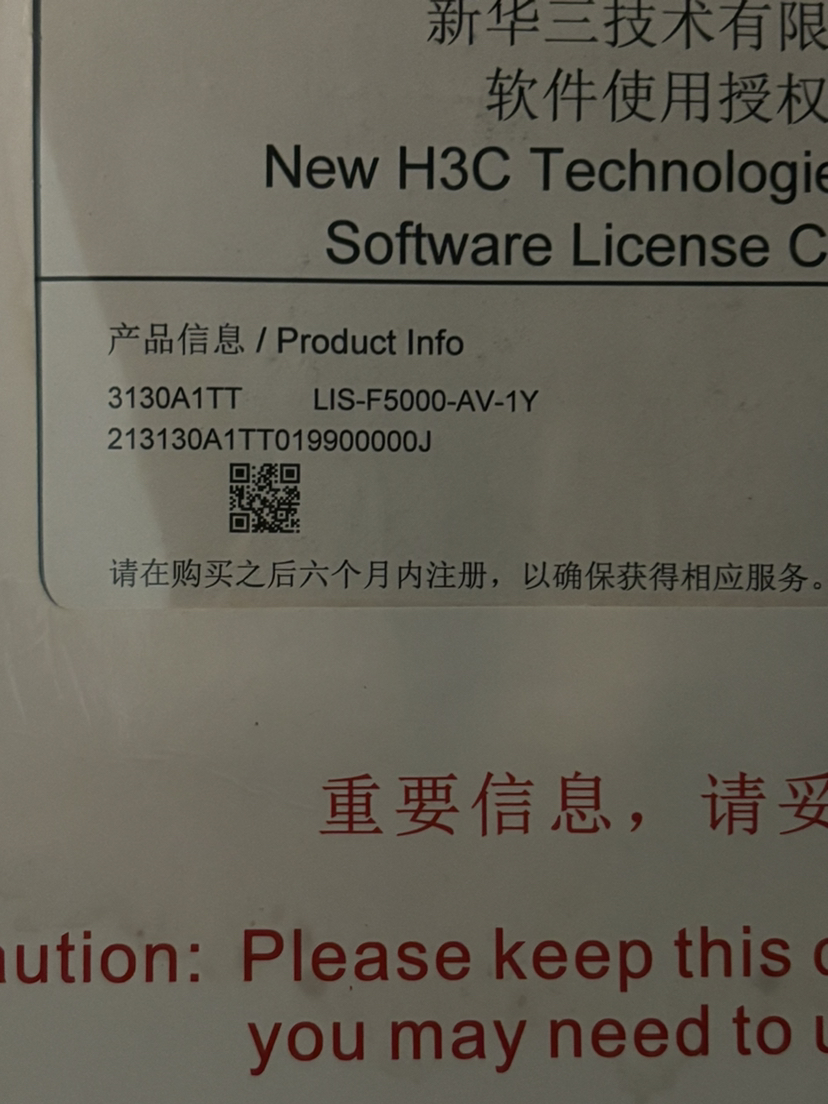 新华三技术有限
软件使用授权
New H3C Technologie
Software License C
产品信息 / Product Info
3130A1TT LIS-F5000-AV-1Y
213130A1TT019900000J
请在购买之后六个月内注册，以确保获得相应服务。
重要信息，请妥
aution: Please keep this c
you may need to u